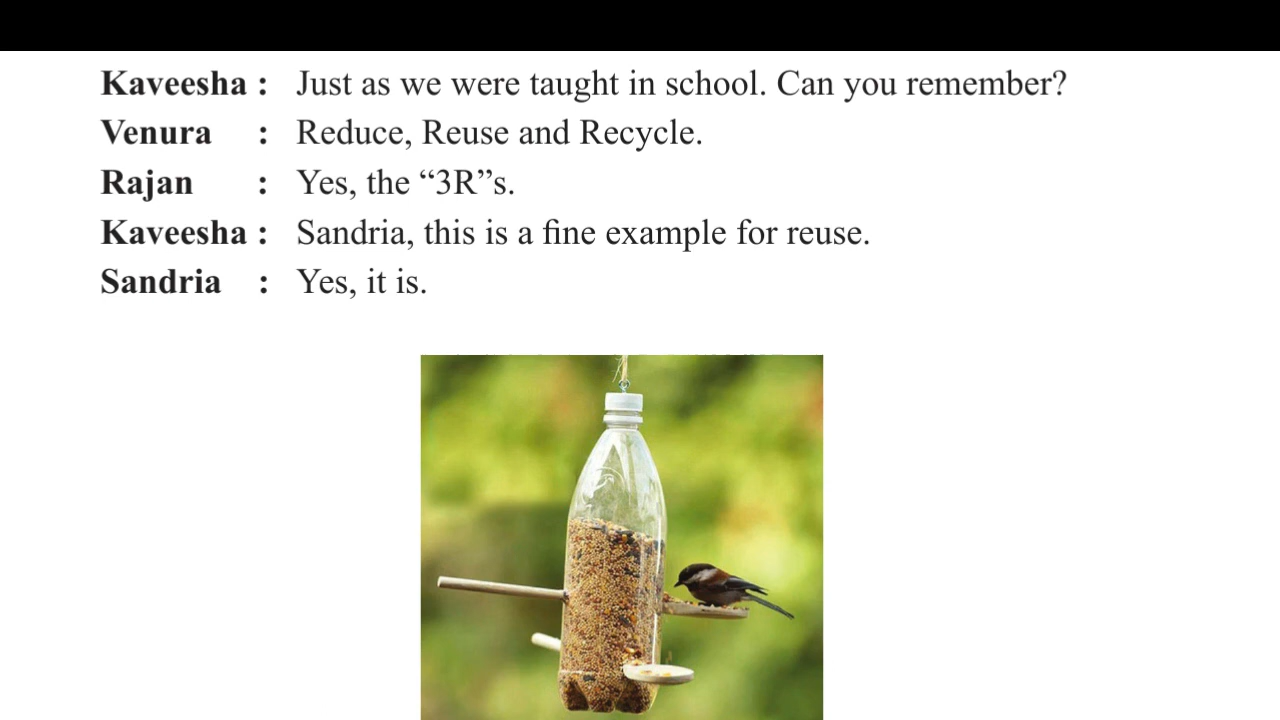 Kaveesha : Just as we were taught in school. Can you remember?
Venura : Reduce, Reuse and Recycle.
Rajan : Yes, the “3R”s.
Kaveesha : Sandria, this is a fine example for reuse.
Sandria : Yes, it is.